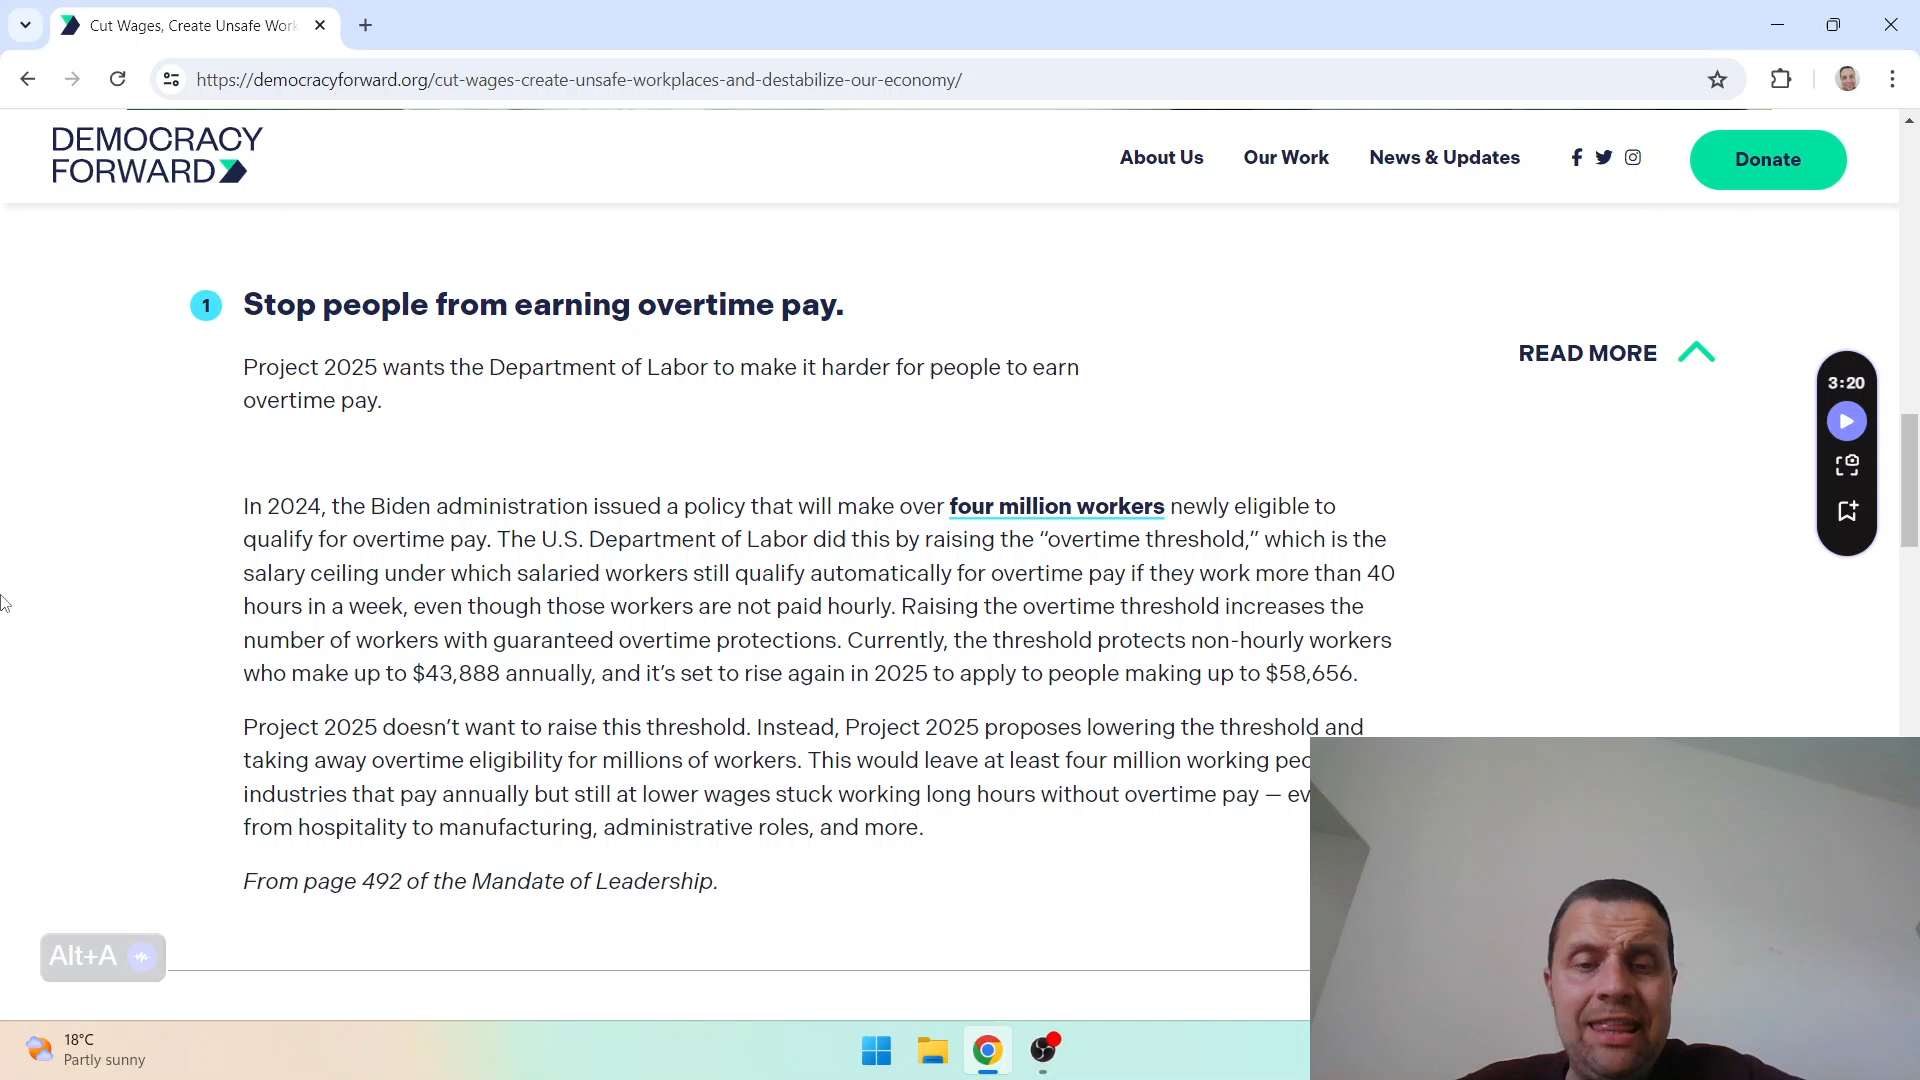 Cut Wages, Create Unsafe Work
https://democracyforward.org/cut-wages-create-unsafe-workplaces-and-destabilize-our-economy/
DEMOCRACY
FORWARD
About Us
Our Work
News & Updates
Donate
1
Stop people from earning overtime pay.
Project 2025 wants the Department of Labor to make it harder for people to earn
overtime pay.
READ MORE
3:20
In 2024, the Biden administration issued a policy that will make over four million workers newly eligible to
qualify for overtime pay. The U.S. Department of Labor did this by raising the “overtime threshold,” which is the
salary ceiling under which salaried workers still qualify automatically for overtime pay if they work more than 40
hours in a week, even though those workers are not paid hourly. Raising the overtime threshold increases the
number of workers with guaranteed overtime protections. Currently, the threshold protects non-hourly workers
who make up to $43,888 annually, and it’s set to rise again in 2025 to apply to people making up to $58,656.
Project 2025 doesn’t want to raise this threshold. Instead, Project 2025 proposes lowering the threshold and
taking away overtime eligibility for millions of workers. This would leave at least four million working
industries that pay annually but still at lower wages stuck working long hours without overtime pay —
from hospitality to manufacturing, administrative roles, and more.
From page 492 of the Mandate of Leadership.
Alt+A
18°C
Partly sunny